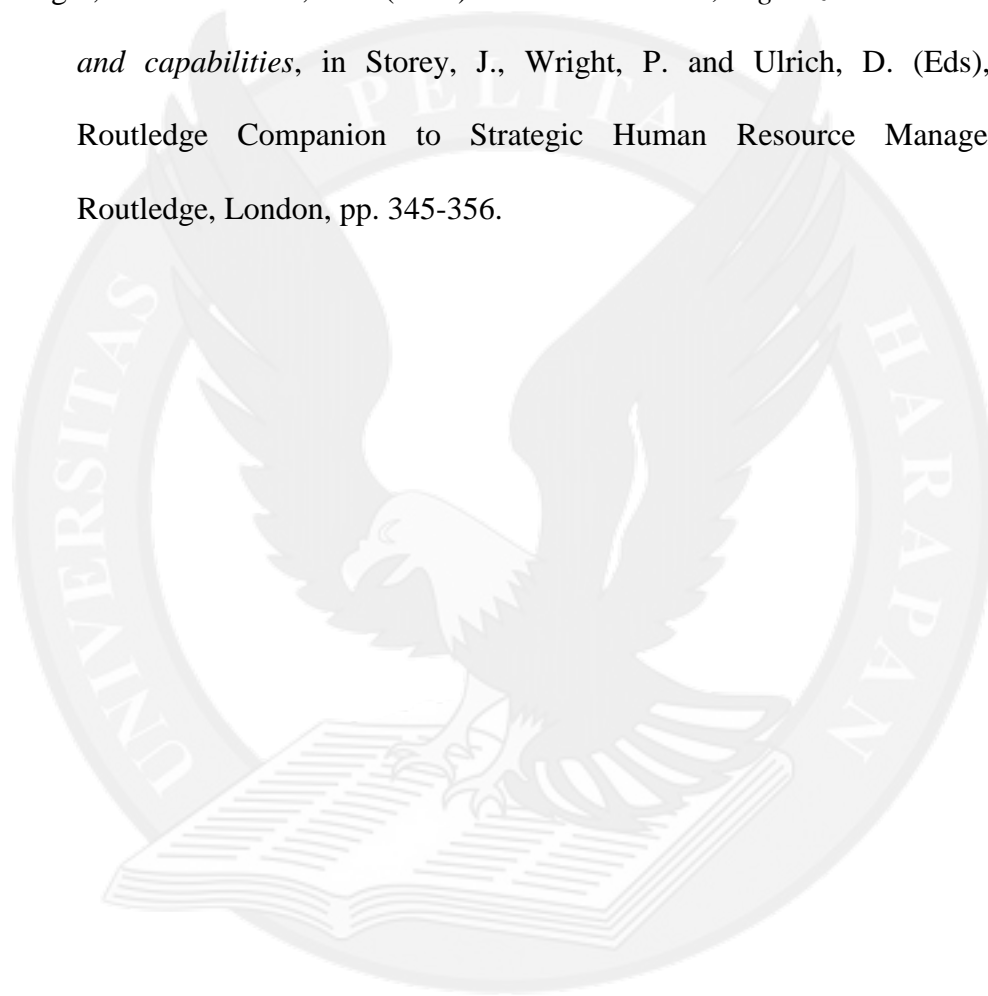 and capabilities, in Storey, J., Wright, P. and Ulrich, D. (Eds),
Routledge Companion to Strategic Human Resource Manage
Routledge, London, pp. 345-356.
UNIVERSITAS PELITA HARAPAN